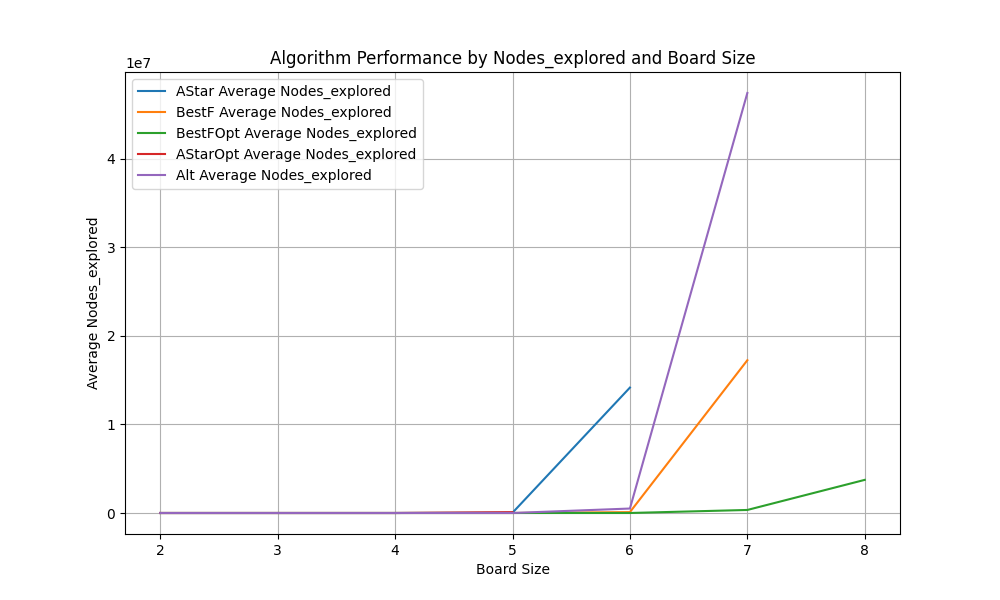 Algorithm Performance by Nodes_explored and Board Size
1e7
AStar Average Nodes_explored
BestF Average Nodes_explored
BestFOpt Average Nodes_explored
AStarOpt Average Nodes_explored
Alt Average Nodes_explored
Average Nodes_explored
4
3
2
1
0
2 3 4 5 6 7 8
Board Size